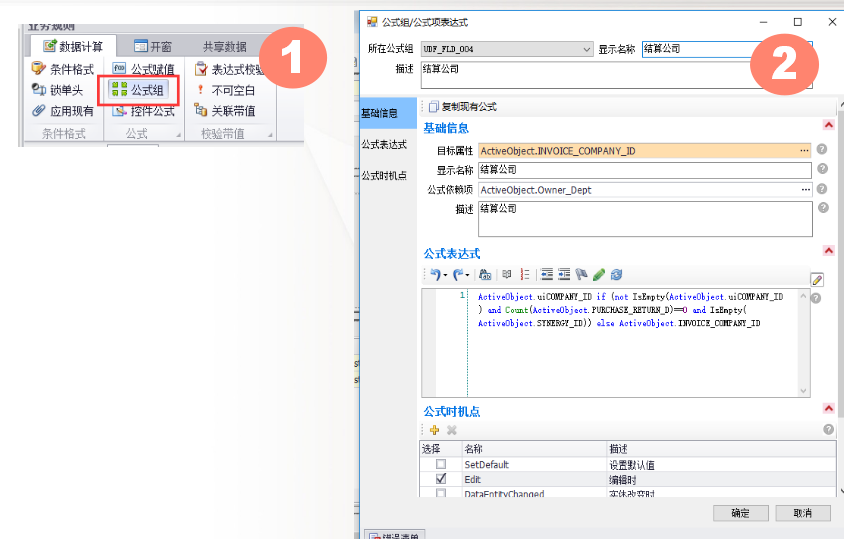 业务规则
数据计算 开窗 共享数据
条件格式 公式赋值 表达式校验
锁单头 公式组 不可空白
应用现有 控件公式 关联带值
条件格式 公式 校验带值
1
公式组/公式项表达式
所在公式组 UDF_FLD_004 显示名称 结算公司
描述 结算公司
2
基础信息
公式表达式
公式时机点
复制现有公式
基础信息
目标属性 ActiveObject.INVOICE_COMPANY_ID ...
显示名称 结算公司
公式依赖项 ActiveObject.Owner_Dept ...
描述 结算公司
公式表达式
1 ActiveObject.uiCOMPANY_ID if (not IsEmpty(ActiveObject.uiCOMPANY_ID
) and Count(ActiveObject.PURCHASE_RETURN_D)==0 and IsEmpty(
ActiveObject.SYNERGY_ID)) else ActiveObject.INVOICE_COMPANY_ID
公式时机点
选择 名称 描述
SetDefault 设置默认值
Edit 编辑时
DataEntityChanged 实体改变时
确定 取消
错误清单